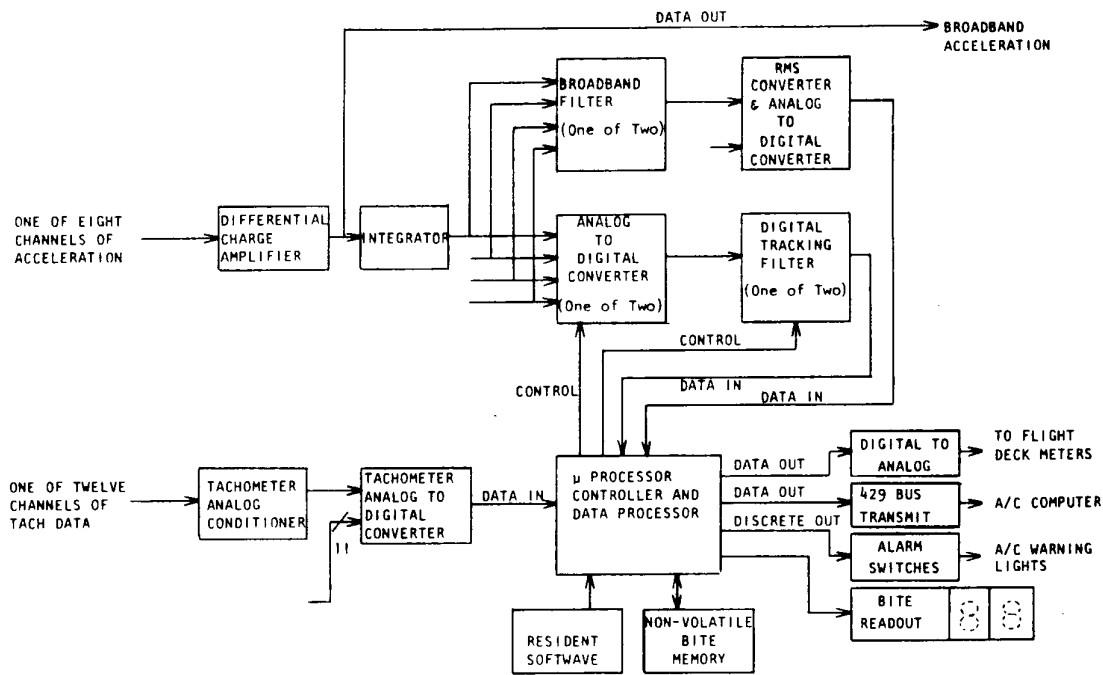 DATA OUT
BROADBAND
ACCELERATION
BROADBAND
FILTER
(One of Two)
RMS
CONVERTER
& ANALOG
TO
DIGITAL
CONVERTER
ONE OF EIGHT
CHANNELS OF
ACCELERATION
DIFFERENTIAL
CHARGE
AMPLIFIER
INTEGRATOR
ANALOG
TO
DIGITAL
CONVERTER
(One of Two)
DIGITAL
TRACKING
FILTER
(One of Two)
CONTROL
CONTROL
DATA IN
DATA IN
ONE OF TWELVE
CHANNELS OF
TACH DATA
TACHOMETER
ANALOG
CONDITIONER
TACHOMETER
ANALOG TO
DIGITAL
CONVERTER
11
DATA IN
μ PROCESSOR
CONTROLLER AND
DATA PROCESSOR
DATA OUT
DATA OUT
DISCRETE OUT
DIGITAL TO
ANALOG
TO FLIGHT
DECK METERS
429 BUS
TRANSMIT
A/C COMPUTER
ALARM
SWITCHES
A/C WARNING
LIGHTS
BITE
READOUT
8 8
RESIDENT
SOFTWAVE
NON-VOLATILE
BITE
MEMORY